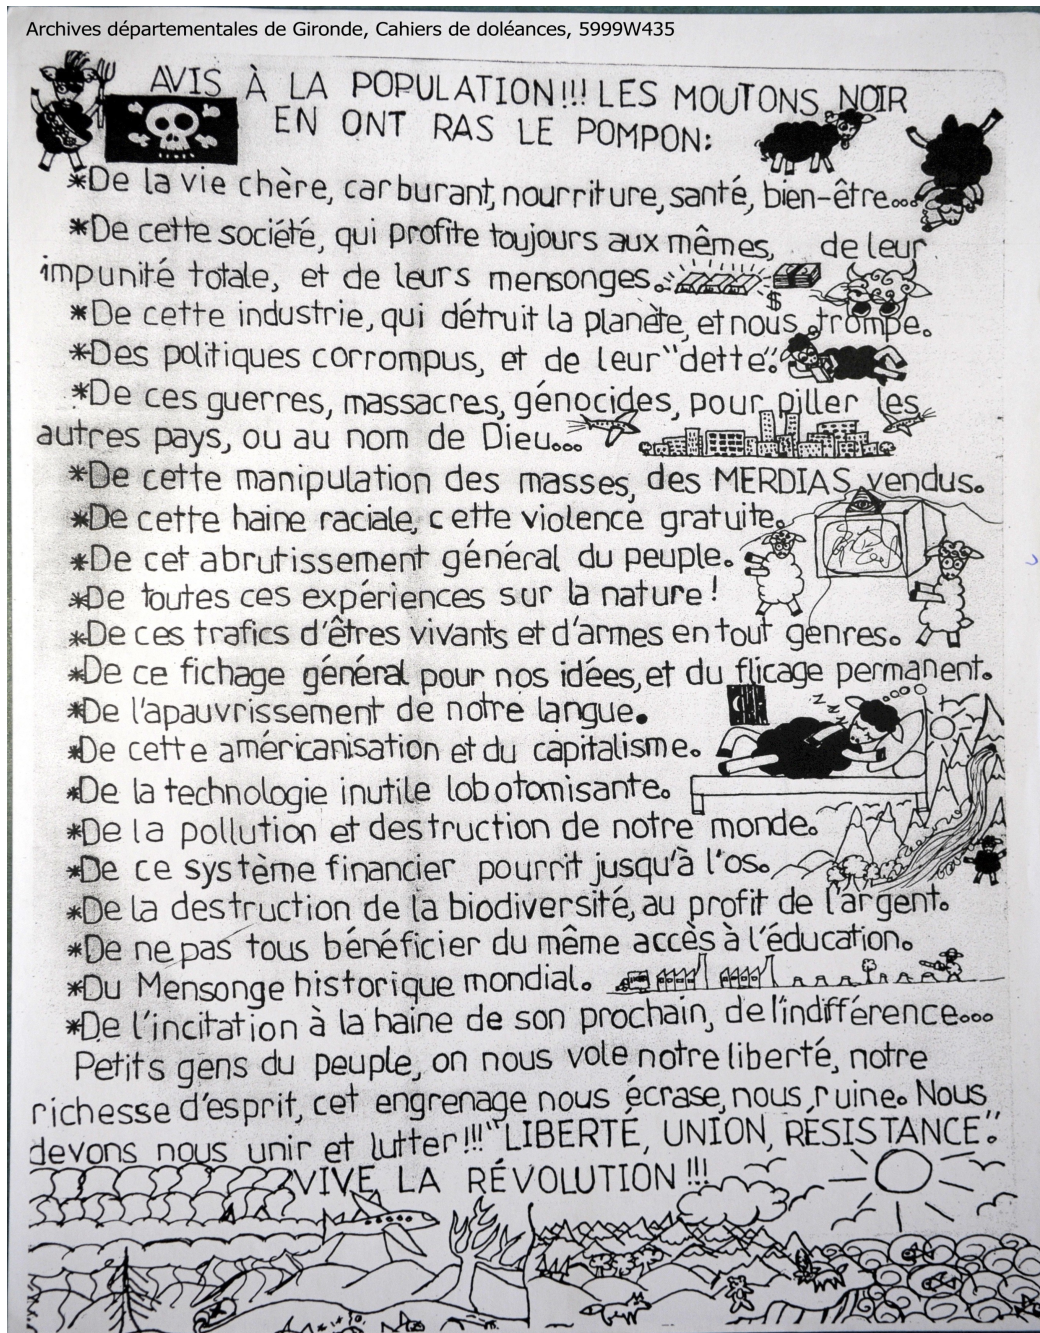 Archives départementales de Gironde, Cahiers de doléances, 5999W435
AVIS À LA POPULATION!!! LES MOUTONS NOIR
EN ONT RAS LE POMPON:
*De la vie chère, carburant, nourriture, santé, bien-être...
*De cette société, qui profite toujours aux mêmes, de leur
impunité totale, et de leurs mensonges.
$
*De cette industrie, qui détruit la planète, et nous trompe.
*Des politiques corrompus, et de leur "dette".
*De ces guerres, massacres, génocides, pour piller les
autres pays, ou au nom de Dieu...
*De cette manipulation des masses, des MERDIAS vendus.
*De cette haine raciale, cette violence gratuite.
*De cet abrutissement général du peuple.
*De toutes ces expériences sur la nature!
*De ces trafics d'êtres vivants et d'armes en tout genres.
*De ce fichage général pour nos idées, et du flicage permanent.
*De l'apauvrissement de notre langue.
zzz
*De cette américanisation et du capitalisme.
*De la technologie inutile lobotomisante.
*De la pollution et destruction de notre monde.
*De ce système financier pourrit jusqu'à l'os.
*De la destruction de la biodiversité, au profit de l'argent.
*De ne pas tous bénéficier du même accès à l'éducation.
*Du Mensonge historique mondial.
*De l'incitation à la haine de son prochain, de l'indifférence...
Petits gens du peuple, on nous vole notre liberté, notre
richesse d'esprit, cet engrenage nous écrase, nous ruine. Nous
devons nous unir et lutter!!! "LIBERTÉ, UNION, RÉSISTANCE".
VIVE LA RÉVOLUTION!!!